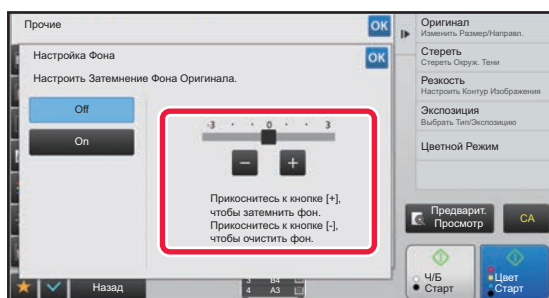 Прочие
OK
Настройка Фона
OK
Настроить Затемнение Фона Оригинала.
Off
On
-3 0 3
Прикоснитесь к кнопке [+],
чтобы затемнить фон.
Прикоснитесь к кнопке [-],
чтобы очистить фон.
Назад
3 B4
4 A3
Оригинал
Изменить Размер/Направл.
Стереть
Стереть Окруж. Тени
Резкость
Настроить Контур Изображения
Экспозиция
Выбрать Тип/Экспозицию
Цветной Режим
Предварит.
Просмотр
CA
Ч/Б
Старт
Цвет
Старт